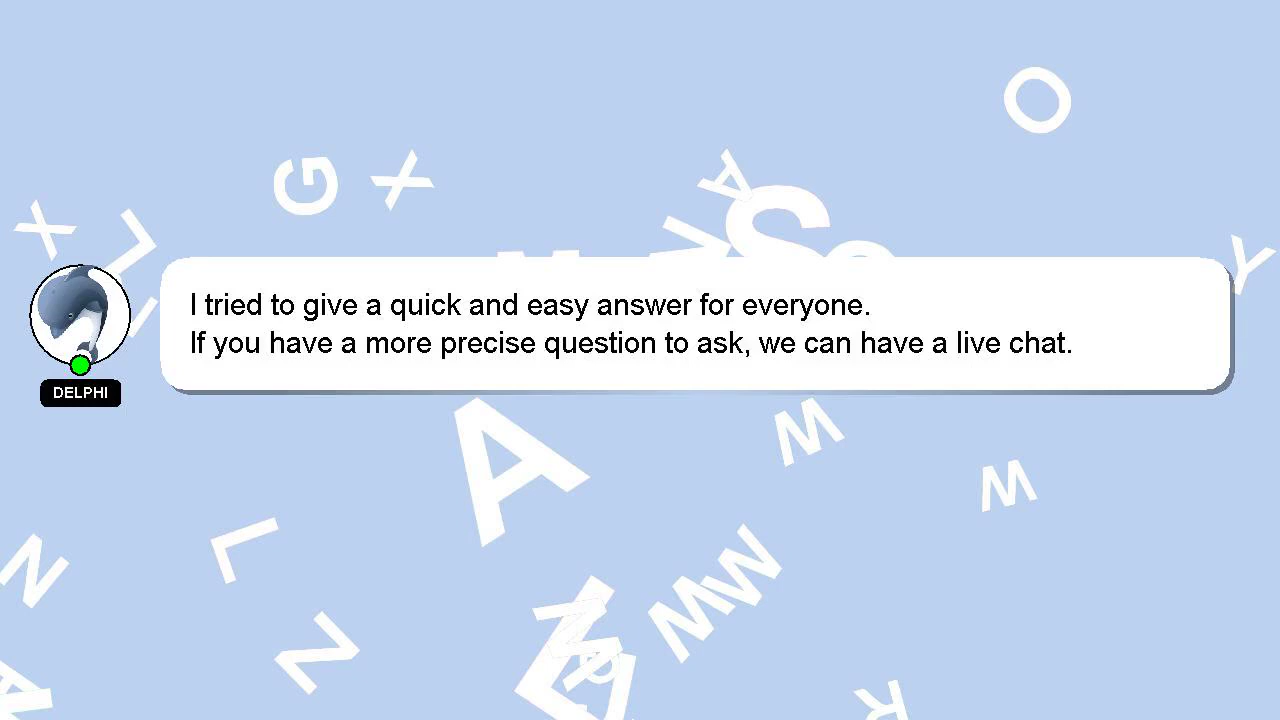 I tried to give a quick and easy answer for everyone.
If you have a more precise question to ask, we can have a live chat.
DELPHI